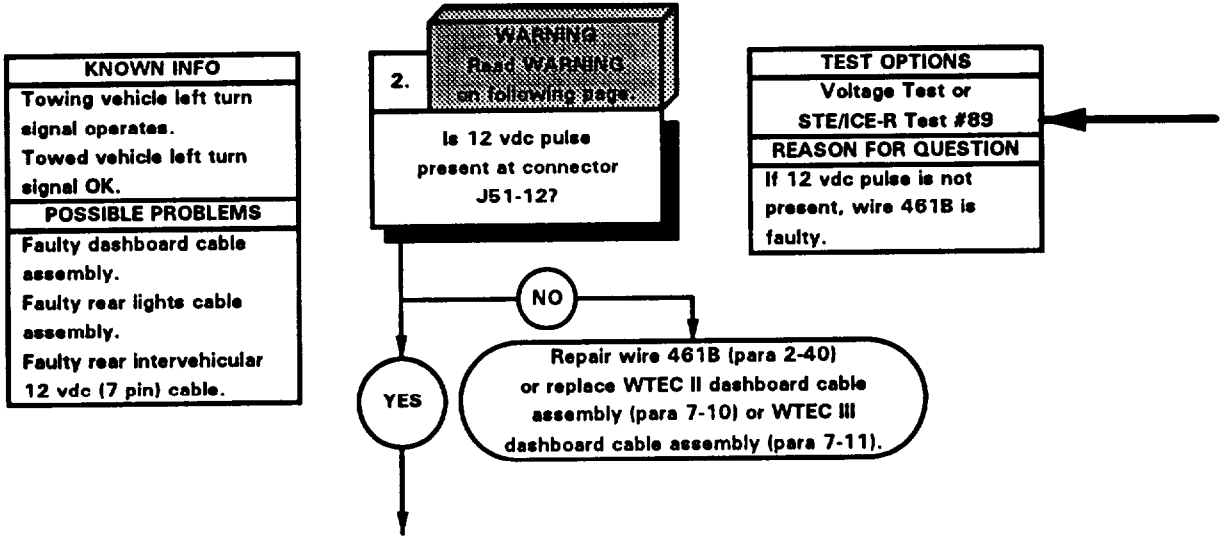 KNOWN INFO
Towing vehicle left turn
signal operates.
Towed vehicle left turn
signal OK.
POSSIBLE PROBLEMS
Faulty dashboard cable
assembly.
Faulty rear lights cable
assembly.
Faulty rear intervehicular
12 vdc (7 pin) cable.
WARNING
Read WARNING
on following page.
2.
Is 12 vdc pulse
present at connector
J51-12?
TEST OPTIONS
Voltage Test or
STE/ICE-R Test #89
REASON FOR QUESTION
If 12 vdc pulse is not
present, wire 461B is
faulty.
NO
YES
Repair wire 461B (para 2-40)
or replace WTEC II dashboard cable
assembly (para 7-10) or WTEC III
dashboard cable assembly (para 7-11).